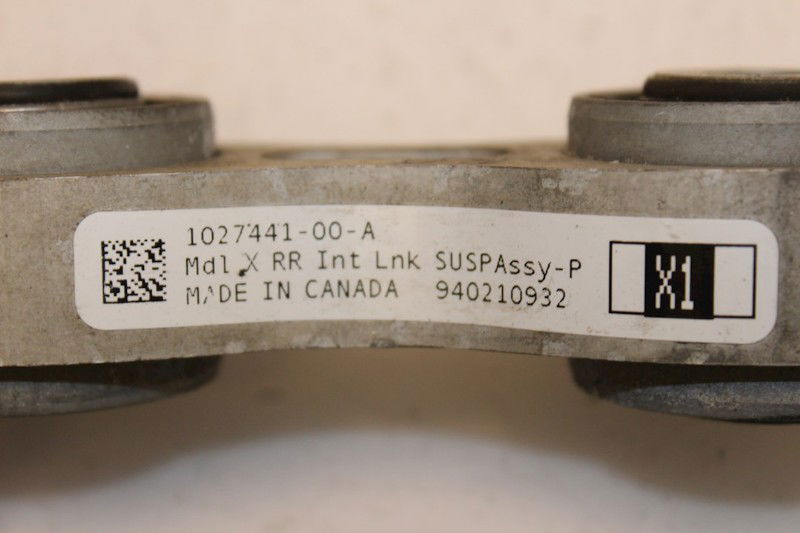 1027441-00-A
Mdl X RR Int Lnk SUSPAssy-P
MADE IN CANADA 940210932
X1